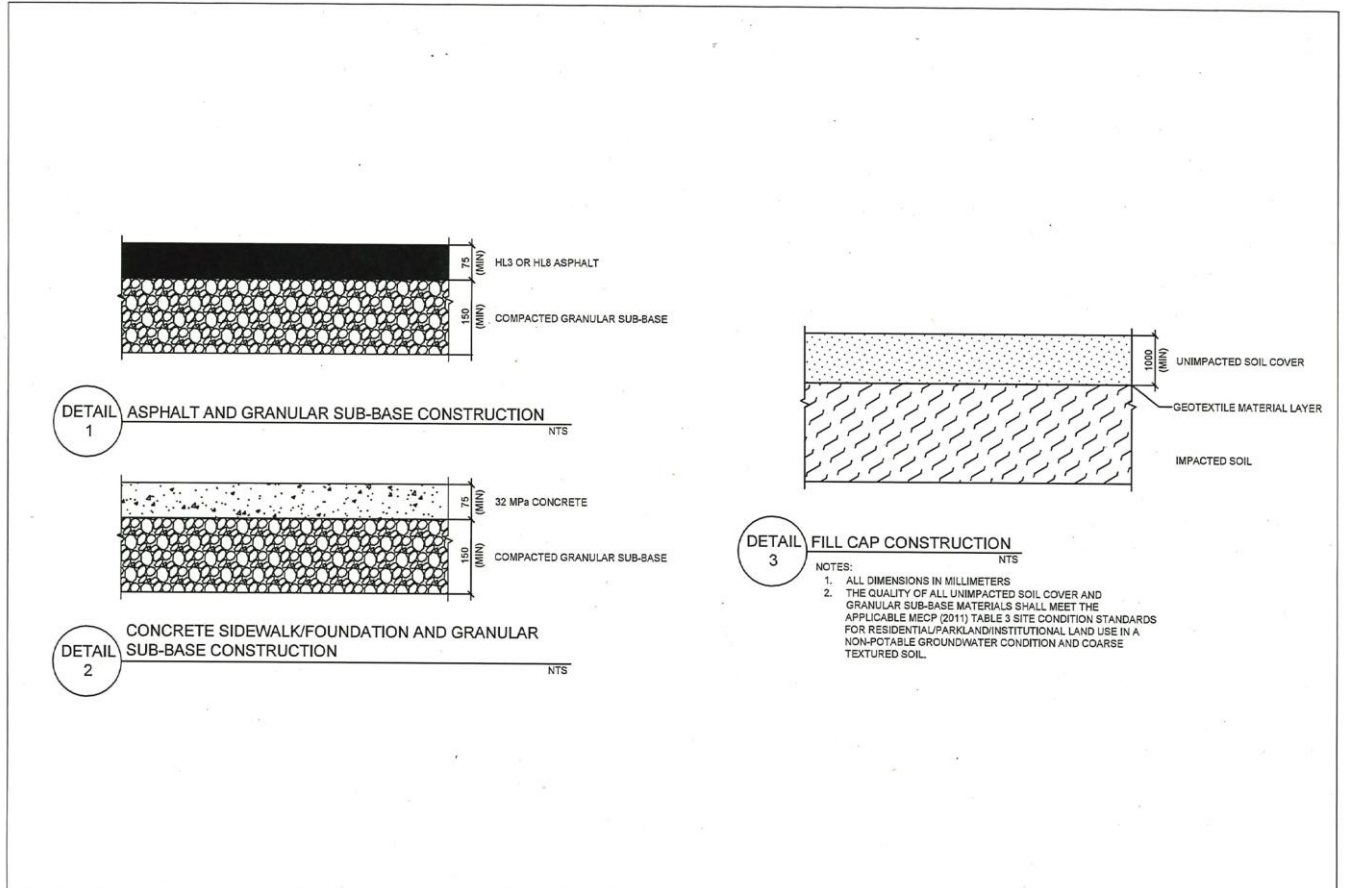 75
(MIN)
HL3 OR HL8 ASPHALT
150
(MIN)
COMPACTED GRANULAR SUB-BASE
DETAIL
1
ASPHALT AND GRANULAR SUB-BASE CONSTRUCTION
NTS
75
(MIN)
32 MPa CONCRETE
150
(MIN)
COMPACTED GRANULAR SUB-BASE
DETAIL
2
CONCRETE SIDEWALK/FOUNDATION AND GRANULAR
SUB-BASE CONSTRUCTION
NTS
1000
(MIN)
UNIMPACTED SOIL COVER
GEOTEXTILE MATERIAL LAYER
IMPACTED SOIL
DETAIL
3
FILL CAP CONSTRUCTION
NTS
NOTES:
1. ALL DIMENSIONS IN MILLIMETERS
2. THE QUALITY OF ALL UNIMPACTED SOIL COVER AND
GRANULAR SUB-BASE MATERIALS SHALL MEET THE
APPLICABLE MECP (2011) TABLE 3 SITE CONDITION STANDARDS
FOR RESIDENTIAL/PARKLAND/INSTITUTIONAL LAND USE IN A
NON-POTABLE GROUNDWATER CONDITION AND COARSE
TEXTURED SOIL.